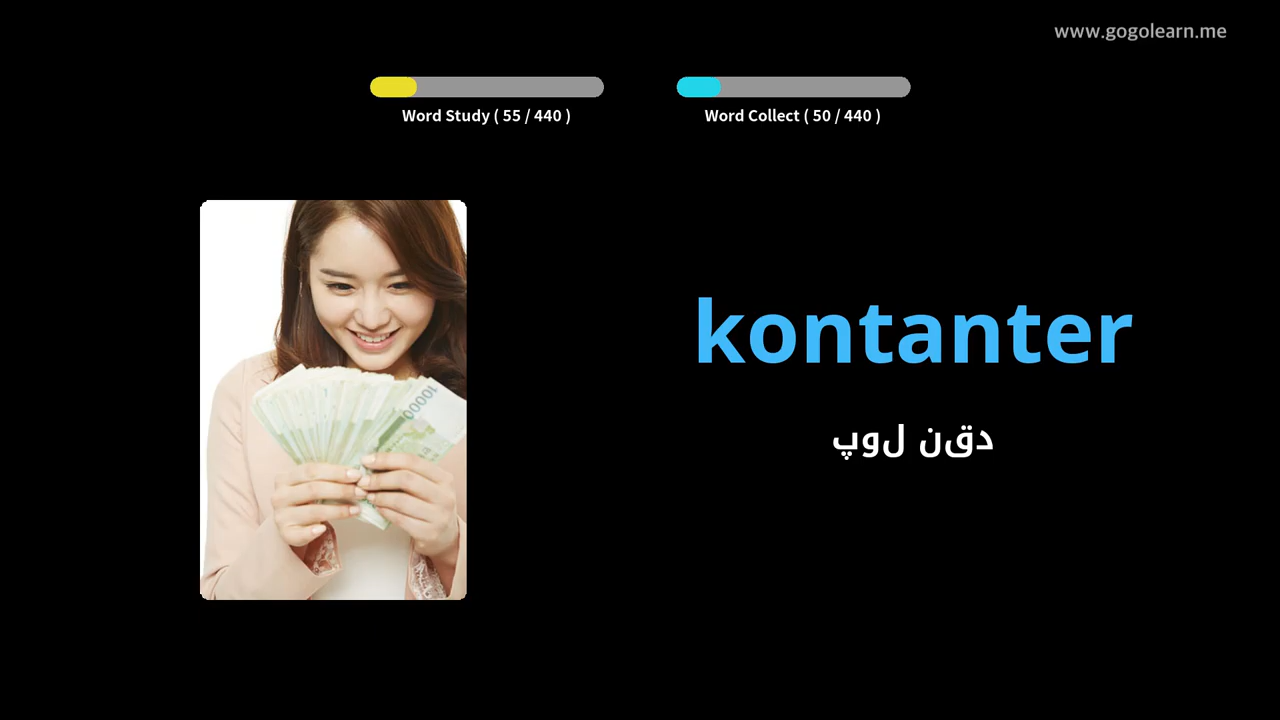 www.gogolearn.me
Word Study ( 55 / 440 )
Word Collect ( 50 / 440 )
kontanter
دقن لوپ